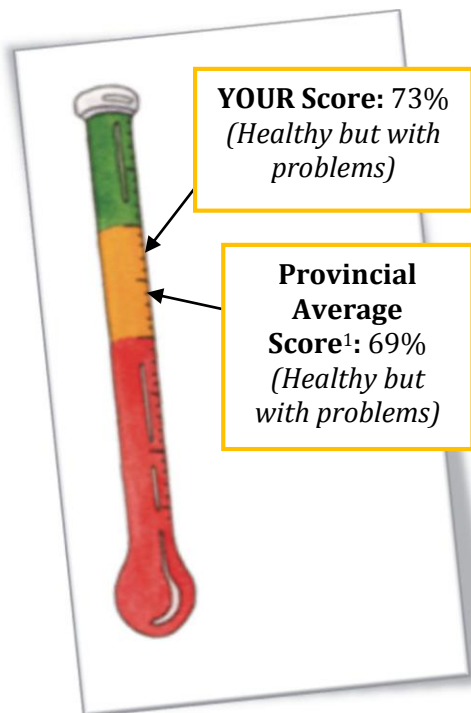 YOUR Score: 73%
(Healthy but with
problems)
Provincial
Average
Score¹: 69%
(Healthy but
with problems)